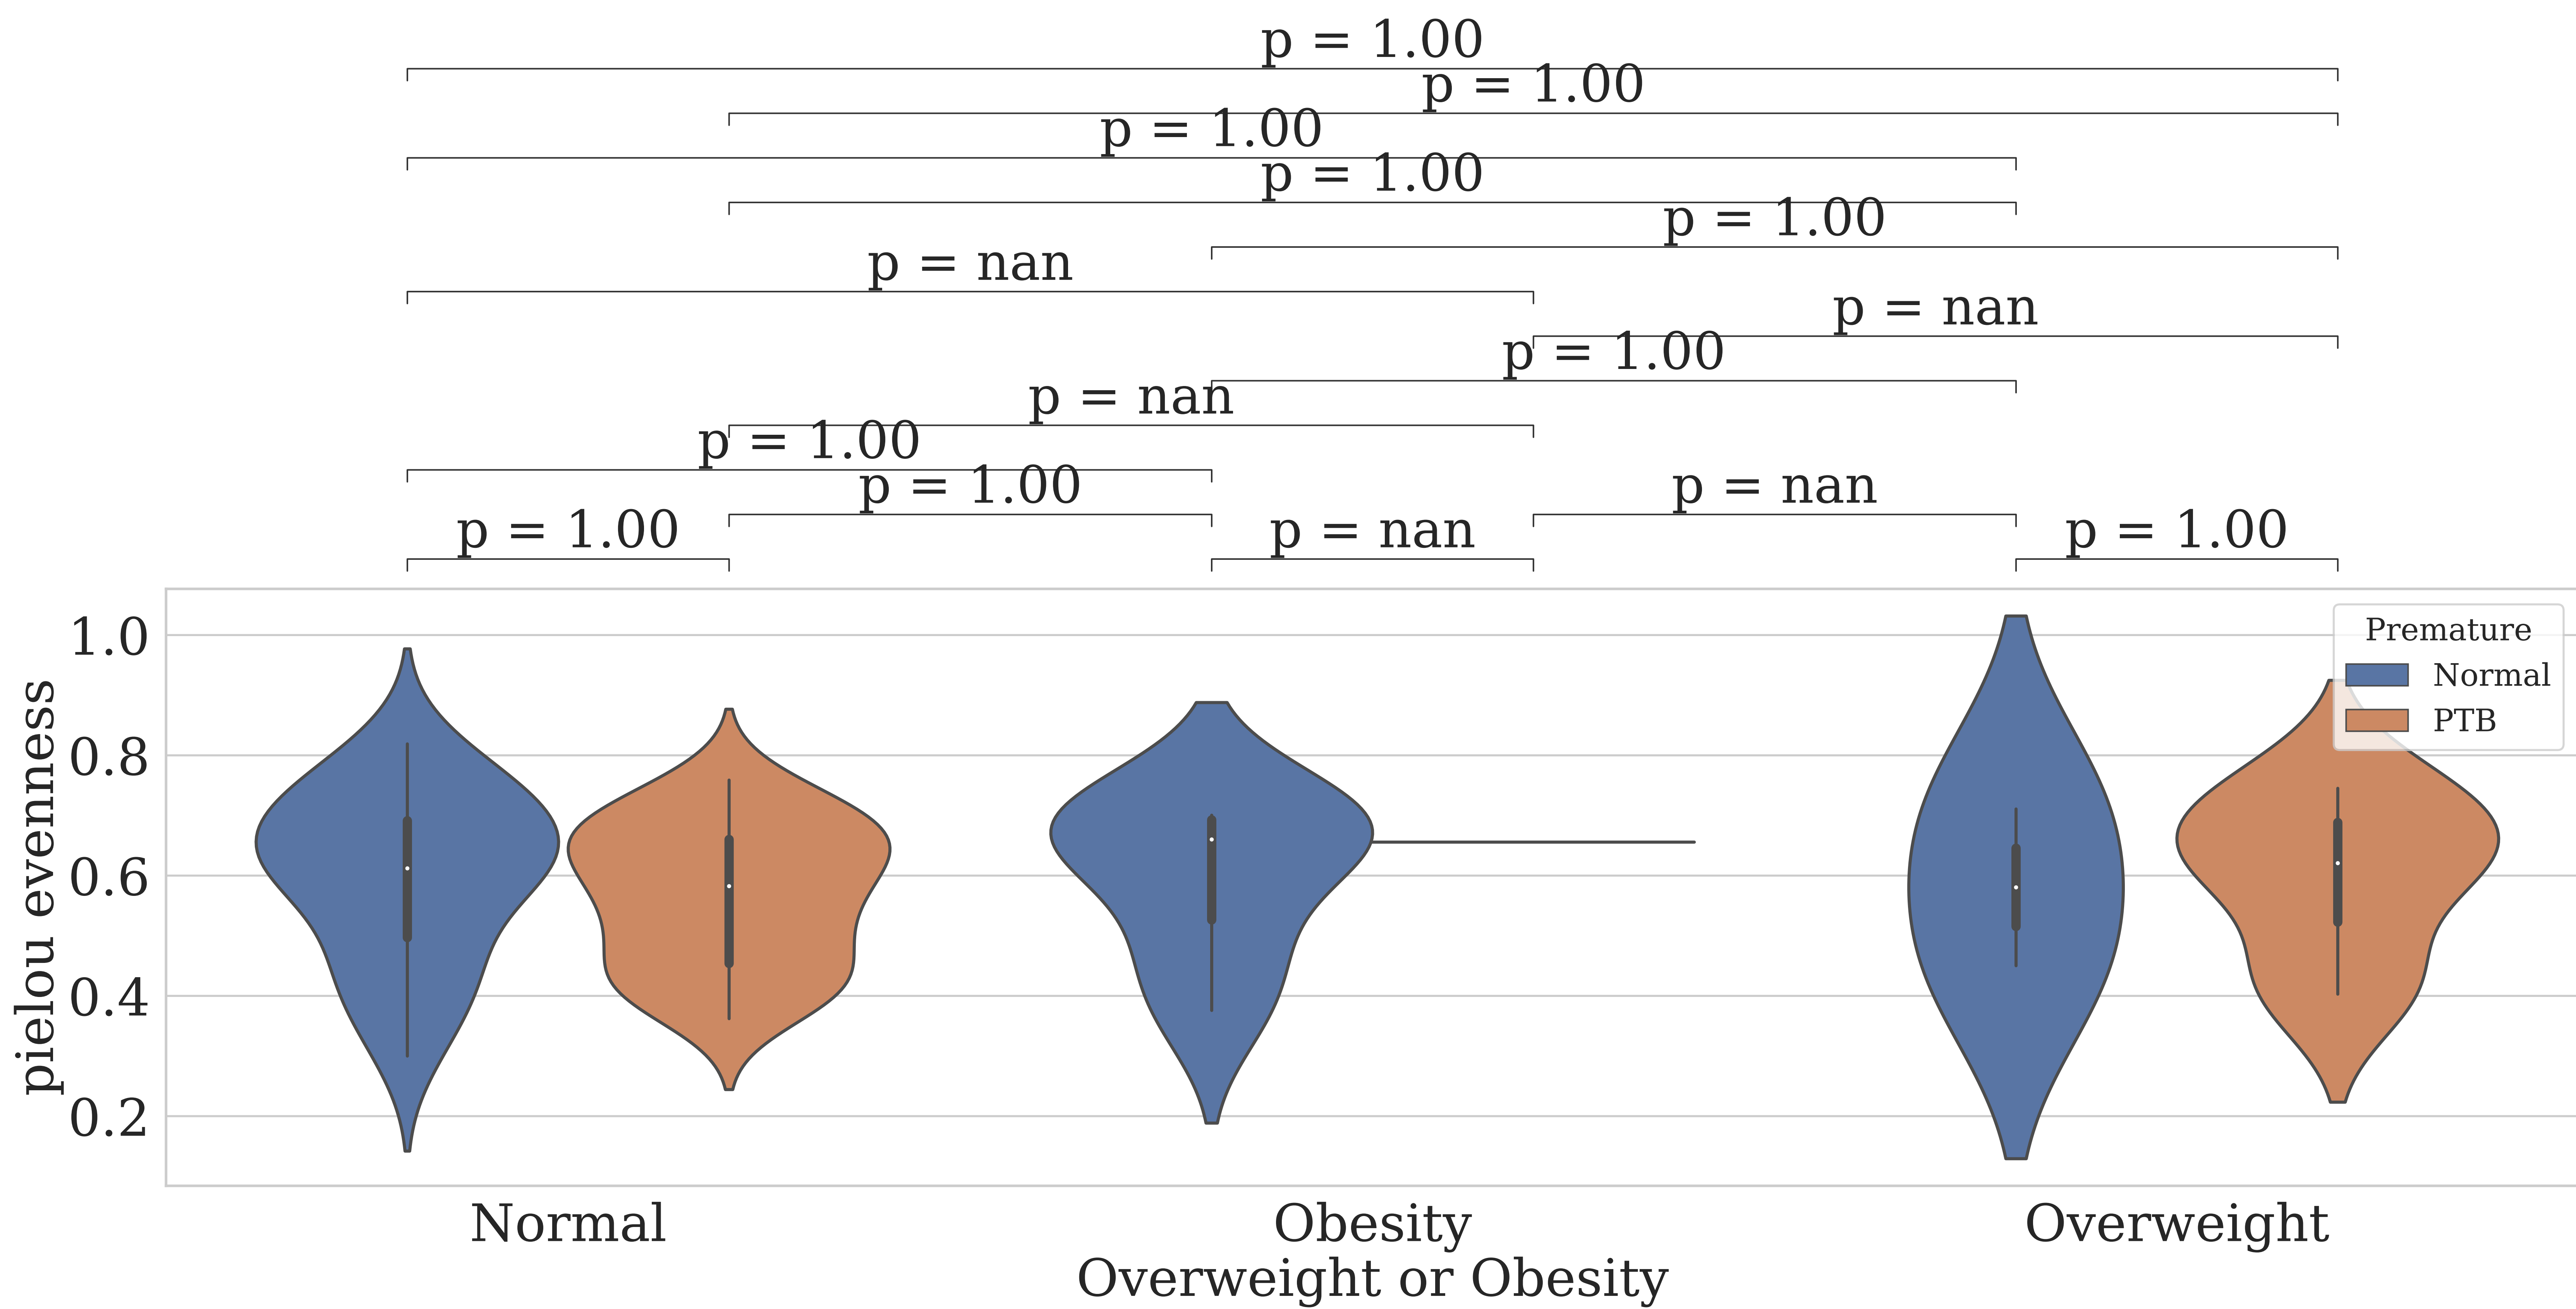 p = 1.00
p = 1.00
p = 1.00
p = 1.00
p = 1.00
p = nan
p = nan
p = 1.00
p = nan
p = 1.00
p = 1.00
p = nan
p = 1.00
p = nan
p = 1.00
pielou evenness
1.0
0.8
0.6
0.4
0.2
Premature
Normal
PTB
Normal
Obesity
Overweight
Overweight or Obesity